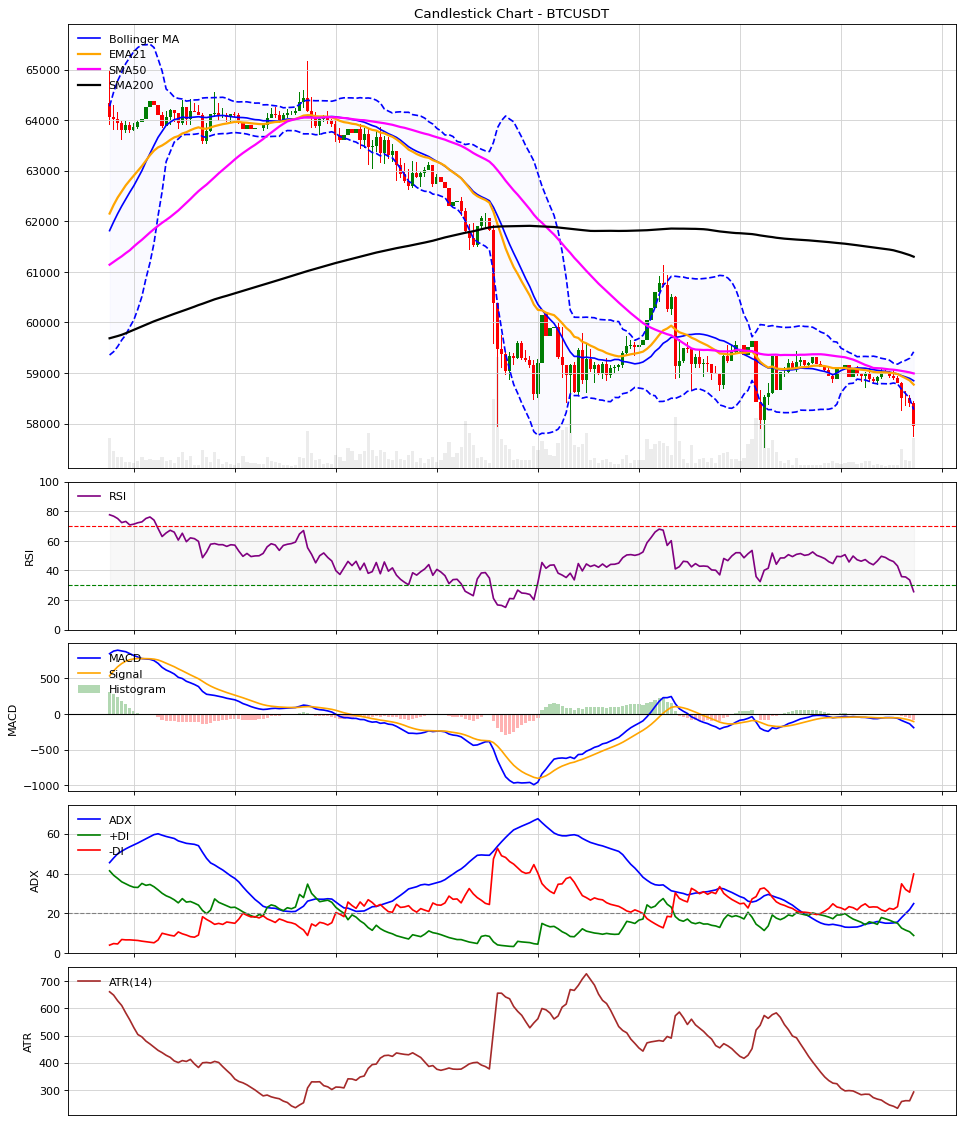 Candlestick Chart - BTCUSDT
Bollinger MA
EMA21
SMA50
SMA200
65000
64000
63000
62000
61000
60000
59000
58000
RSI
100
80
60
40
20
0
RSI
MACD
Signal
Histogram
500
0
−500
−1000
MACD
ADX
+DI
-DI
60
40
20
0
ADX
ATR(14)
700
600
500
400
300
ATR